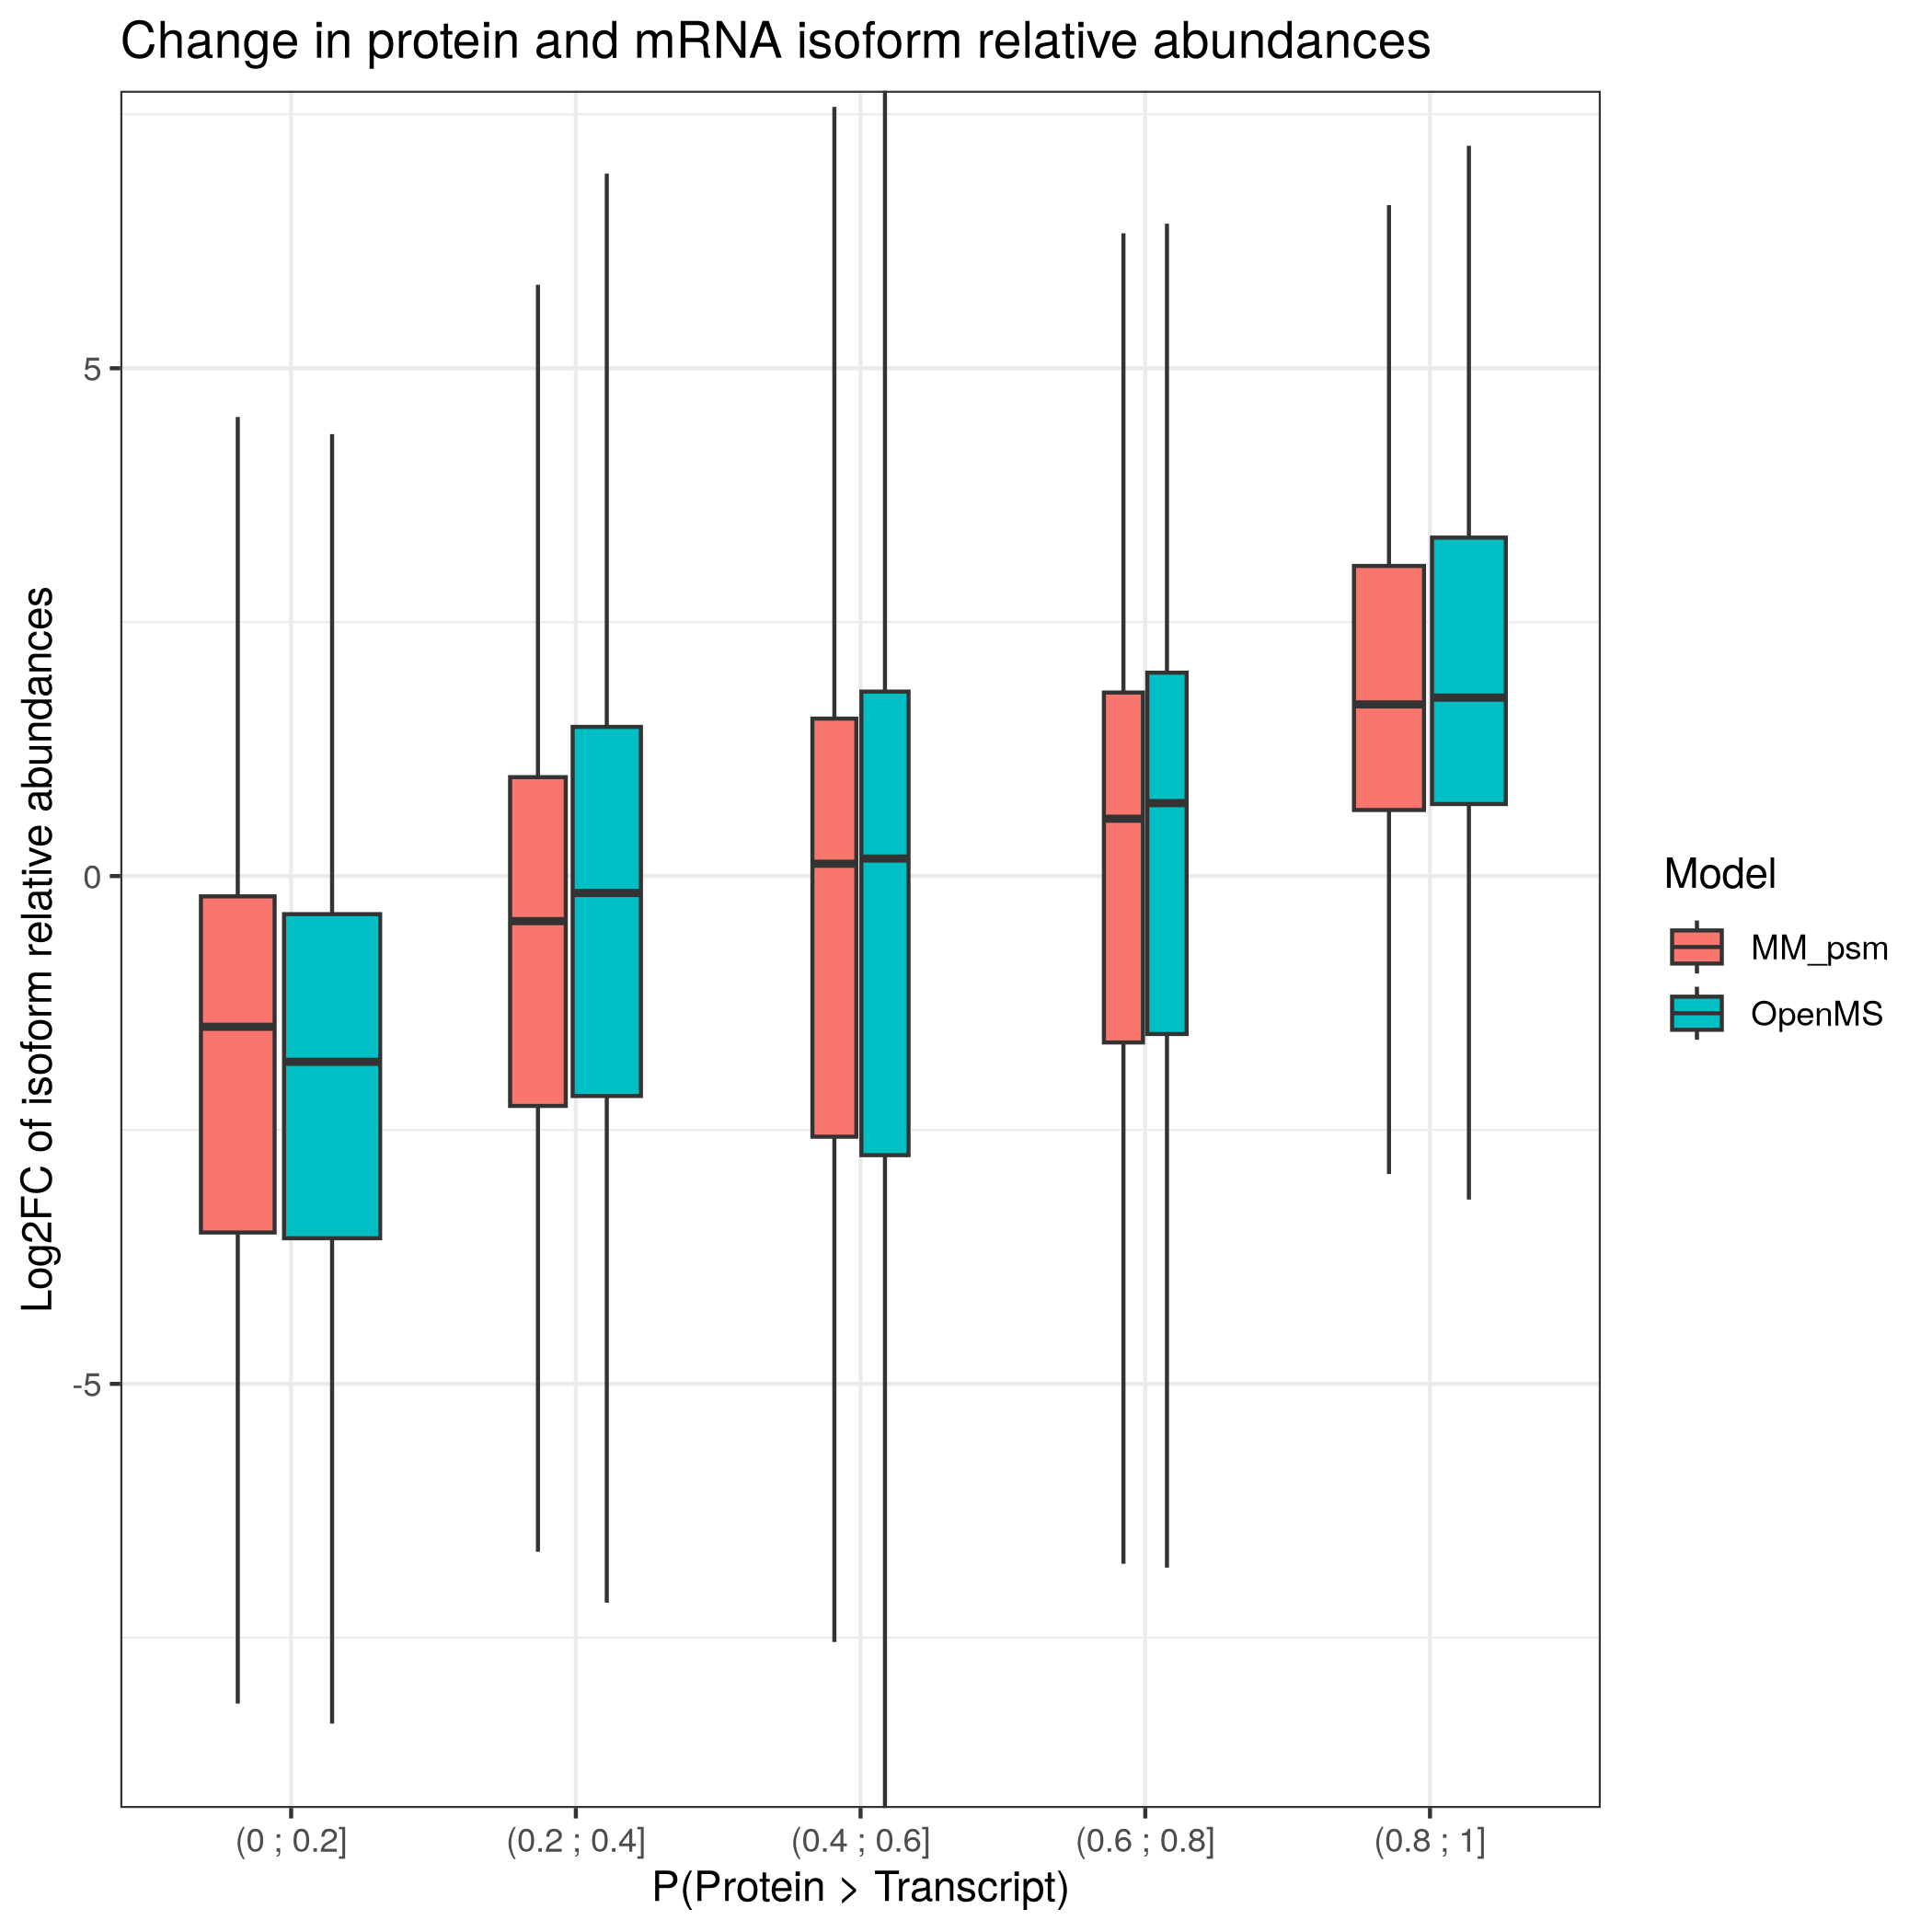 Change in protein and mRNA isoform relative abundances
Log2FC of isoform relative abundances
5
0
-5
(0 ; 0.2]
(0.2 ; 0.4]
(0.4 ; 0.6]
(0.6 ; 0.8]
(0.8 ; 1]
P(Protein > Transcript)
Model
MM_psm
OpenMS